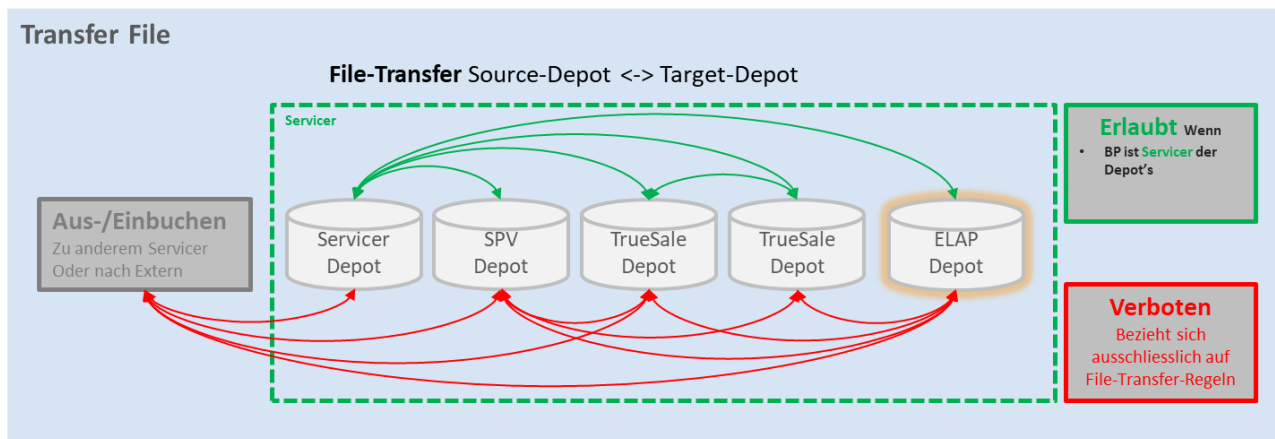 Transfer File
File-Transfer Source-Depot <-> Target-Depot
Servicer
Erlaubt Wenn
• BP ist Servicer der
Depot's
Aus-/Einbuchen
Zu anderem Servicer
Oder nach Extern
Servicer
Depot
SPV
Depot
TrueSale
Depot
TrueSale
Depot
ELAP
Depot
Verboten
Bezieht sich
ausschliesslich auf
File-Transfer-Regeln